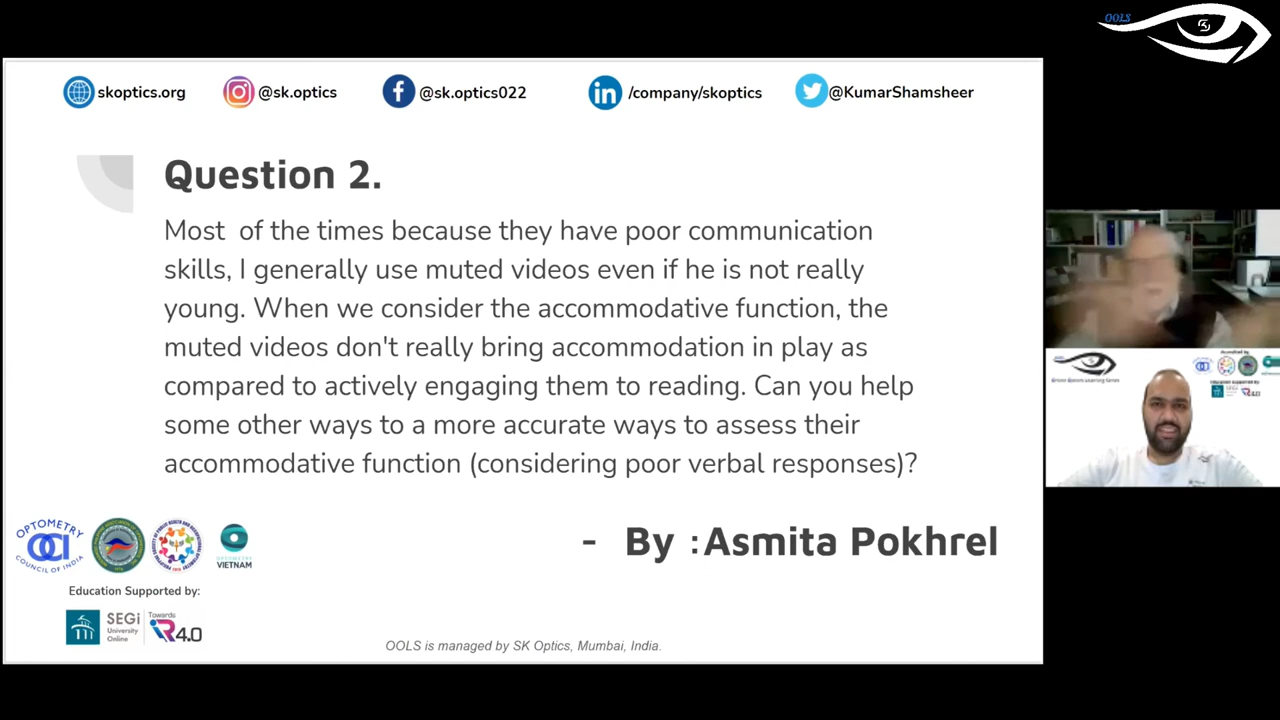 OOLS
skoptics.org @sk.optics @sk.optics022 /company/skoptics @KumarShamsheer
Question 2.
Most of the times because they have poor communication
skills, I generally use muted videos even if he is not really
young. When we consider the accommodative function, the
muted videos don't really bring accommodation in play as
compared to actively engaging them to reading. Can you help
some other ways to a more accurate ways to assess their
accommodative function (considering poor verbal responses)?
- By :Asmita Pokhrel
OPTOMETRY
OCI
COUNCIL OF INDIA
OPTOMETRY
VIETNAM
Education Supported by:
SEGi
University
Online
Towards
iR4.0
OOLS is managed by SK Optics, Mumbai, India.